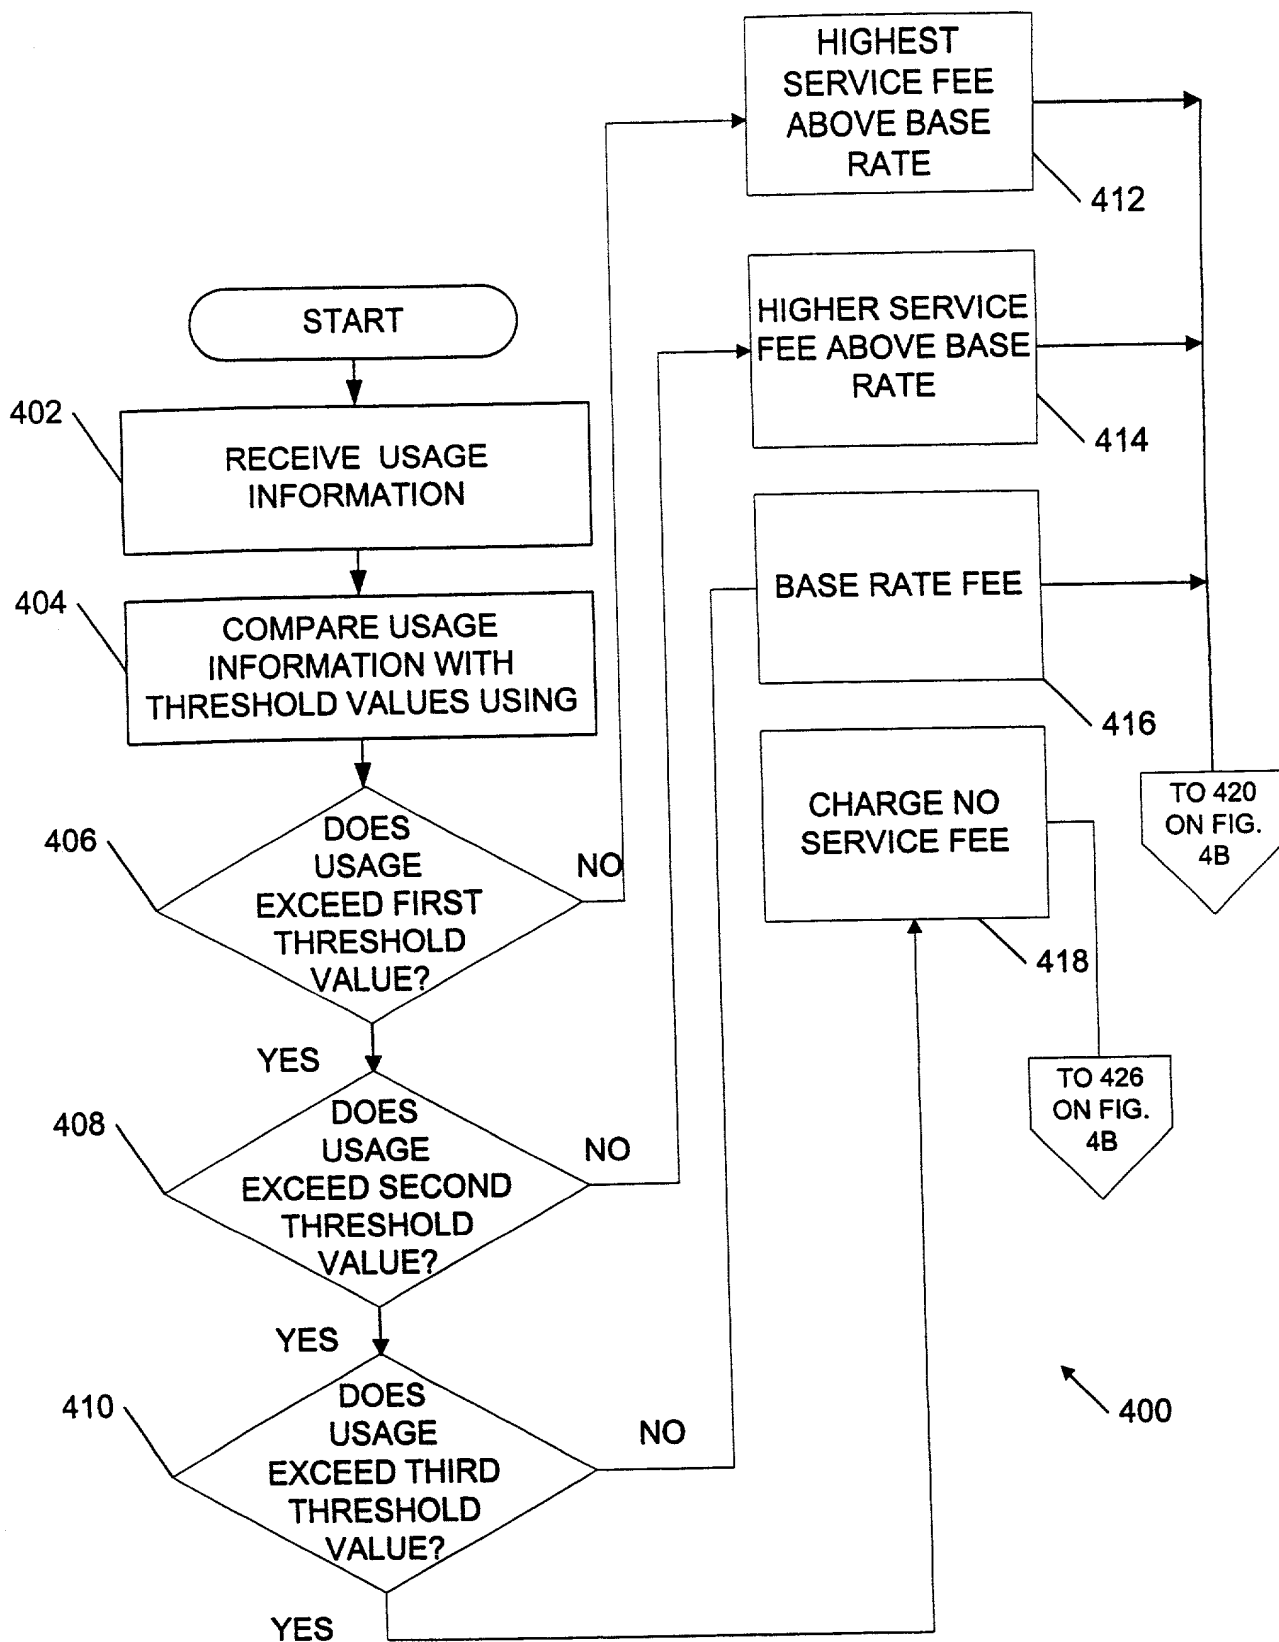 HIGHEST
SERVICE FEE
ABOVE BASE
RATE
412
HIGHER SERVICE
FEE ABOVE BASE
RATE
414
START
402
RECEIVE USAGE
INFORMATION
BASE RATE FEE
416
404
COMPARE USAGE
INFORMATION WITH
THRESHOLD VALUES USING
CHARGE NO
SERVICE FEE
418
TO 420
ON FIG.
4B
406
DOES
USAGE
EXCEED FIRST
THRESHOLD
VALUE?
NO
YES
TO 426
ON FIG.
4B
408
DOES
USAGE
EXCEED SECOND
THRESHOLD
VALUE?
NO
YES
410
DOES
USAGE
EXCEED THIRD
THRESHOLD
VALUE?
NO
YES
400